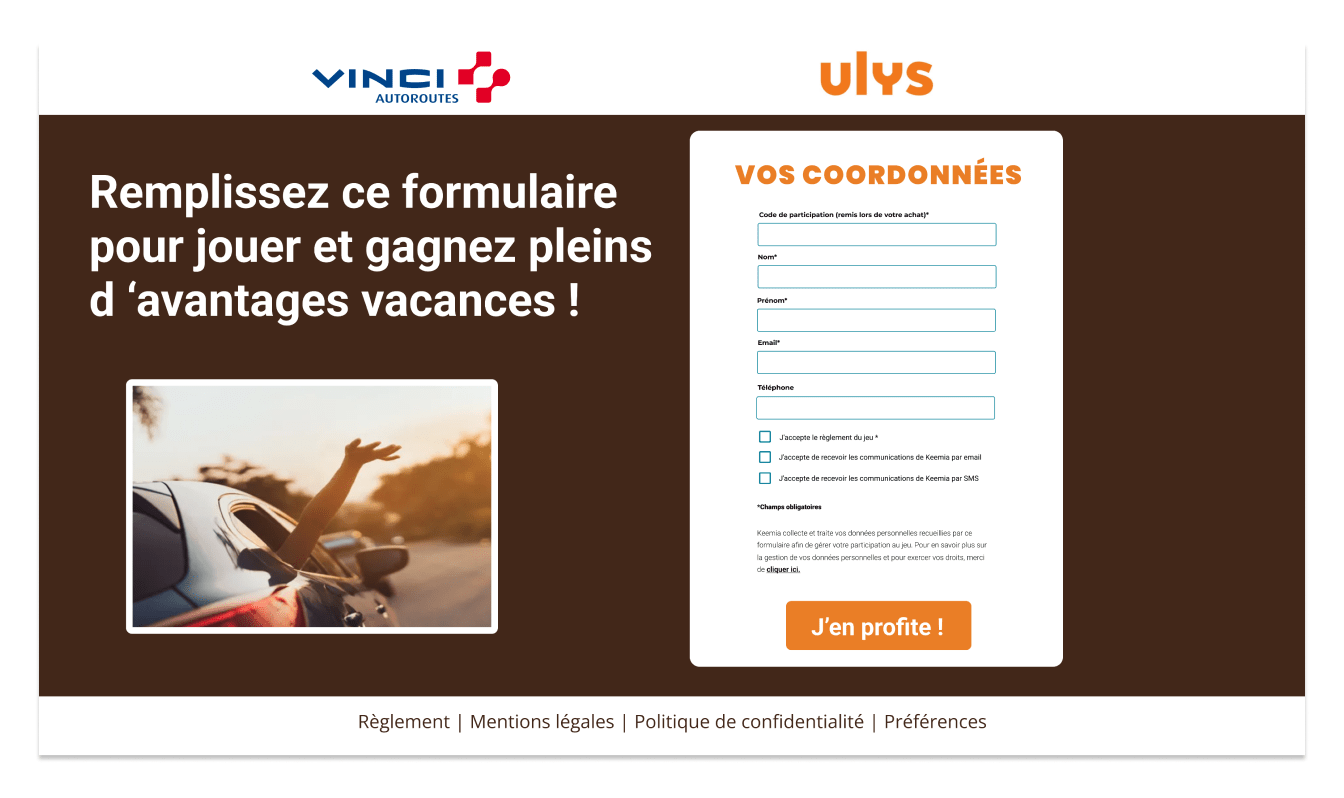 VINCI
AUTOROUTES
ulys
Remplissez ce formulaire
pour jouer et gagnez pleins
d ‘avantages vacances !
VOS COORDONNÉES
Code de participation (remis lors de votre achat)*
Nom*
Prénom*
Email*
Téléphone
J'accepte le règlement du jeu *
J'accepte de recevoir les communications de Keemia par email
J'accepte de recevoir les communications de Keemia par SMS
*Champs obligatoires
Keemia collecte et traite vos données personnelles recueillies par ce
formulaire afin de gérer votre participation au jeu. Pour en savoir plus sur
la gestion de vos données personnelles et pour exercer vos droits, merci
de cliquer ici.
J’en profite !
Règlement | Mentions légales | Politique de confidentialité | Préférences